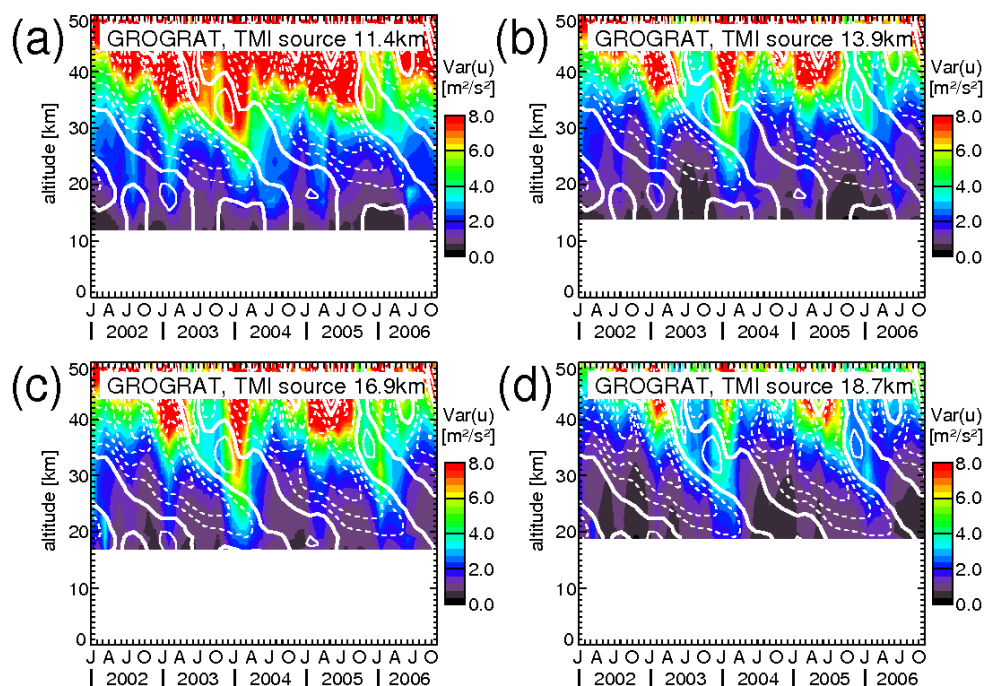 (a)
GROGRAT, TMI source 11.4km
50
40
30
20
10
0
altitude [km]
J A J O J A J O J A J O J A J O J A J O
2002 2003 2004 2005 2006
Var(u)
[m²/s²]
8.0
6.0
4.0
2.0
0.0
(b)
GROGRAT, TMI source 13.9km
50
40
30
20
10
0
altitude [km]
J A J O J A J O J A J O J A J O J A J O
2002 2003 2004 2005 2006
Var(u)
[m²/s²]
8.0
6.0
4.0
2.0
0.0
(c)
GROGRAT, TMI source 16.9km
50
40
30
20
10
0
altitude [km]
J A J O J A J O J A J O J A J O J A J O
2002 2003 2004 2005 2006
Var(u)
[m²/s²]
8.0
6.0
4.0
2.0
0.0
(d)
GROGRAT, TMI source 18.7km
50
40
30
20
10
0
altitude [km]
J A J O J A J O J A J O J A J O J A J O
2002 2003 2004 2005 2006
Var(u)
[m²/s²]
8.0
6.0
4.0
2.0
0.0